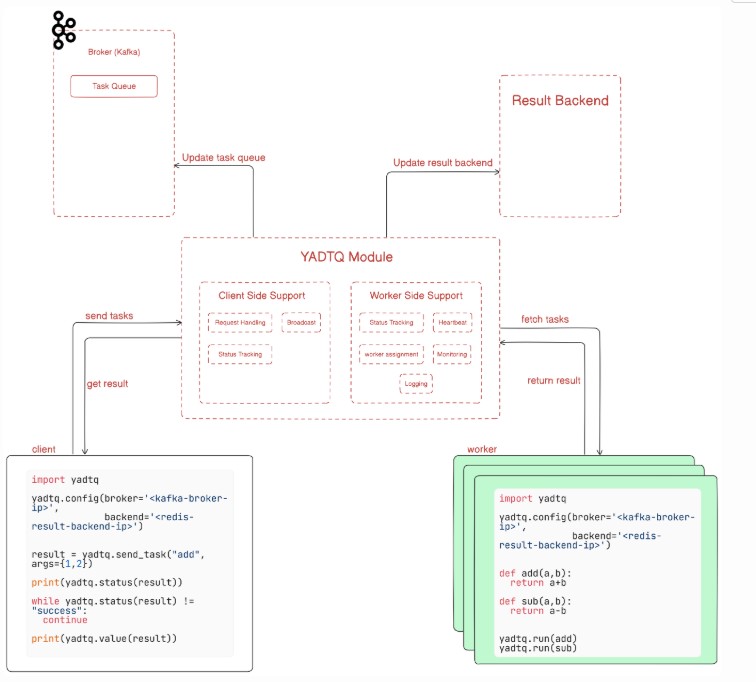 Broker (Kafka)
Task Queue
Result Backend
Update task queue
Update result backend
YADTQ Module
Client Side Support
Request Handling
Broadcast
Status Tracking
Worker Side Support
Status Tracking
Heartbeat
worker assignment
Monitoring
Logging
send tasks
get result
fetch tasks
return result
client
import yadtq
yadtq.config(broker='<kafka-broker-
ip>',
backend='<redis-
result-backend-ip>')
result = yadtq.send_task("add",
args={1,2})
print(yadtq.status(result))
while yadtq.status(result) !=
"success":
continue
print(yadtq.value(result))
worker
import yadtq
yadtq.config(broker='<kafka-broker-
ip>',
backend='<redis-
result-backend-ip>')
def add(a,b):
return a+b
def sub(a,b):
return a-b
yadtq.run(add)
yadtq.run(sub)